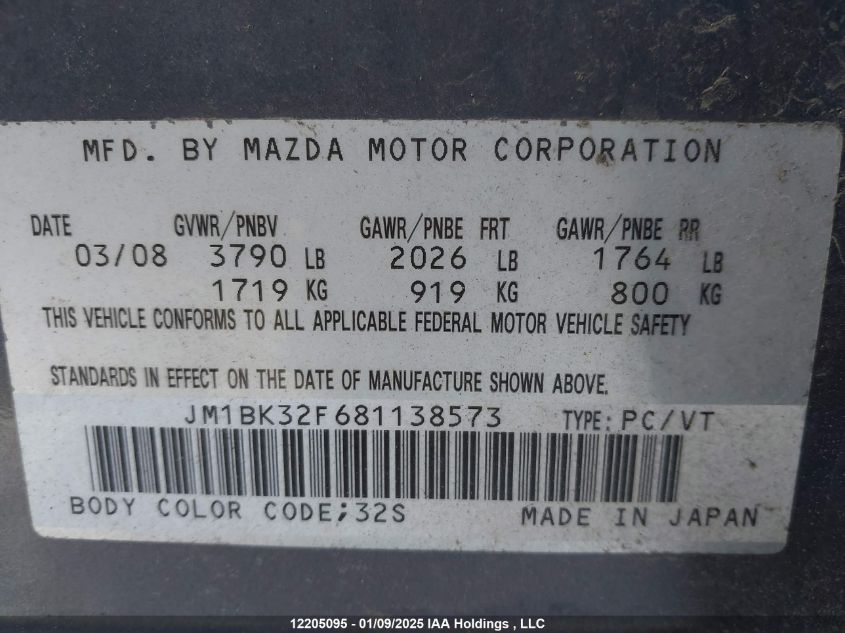 MFD. BY MAZDA MOTOR CORPORATION
DATE GVWR/PNBV GAWR/PNBE FRT GAWR/PNBE RR
03/08 3790 LB 2026 LB 1764 LB
1719 KG 919 KG 800 KG
THIS VEHICLE CONFORMS TO ALL APPLICABLE FEDERAL MOTOR VEHICLE SAFETY
STANDARDS IN EFFECT ON THE DATE OF MANUFACTURE SHOWN ABOVE.
JM1BK32F681138573 TYPE: PC/VT
BODY COLOR CODE;32S MADE IN JAPAN
12205095 - 01/09/2025 IAA Holdings , LLC